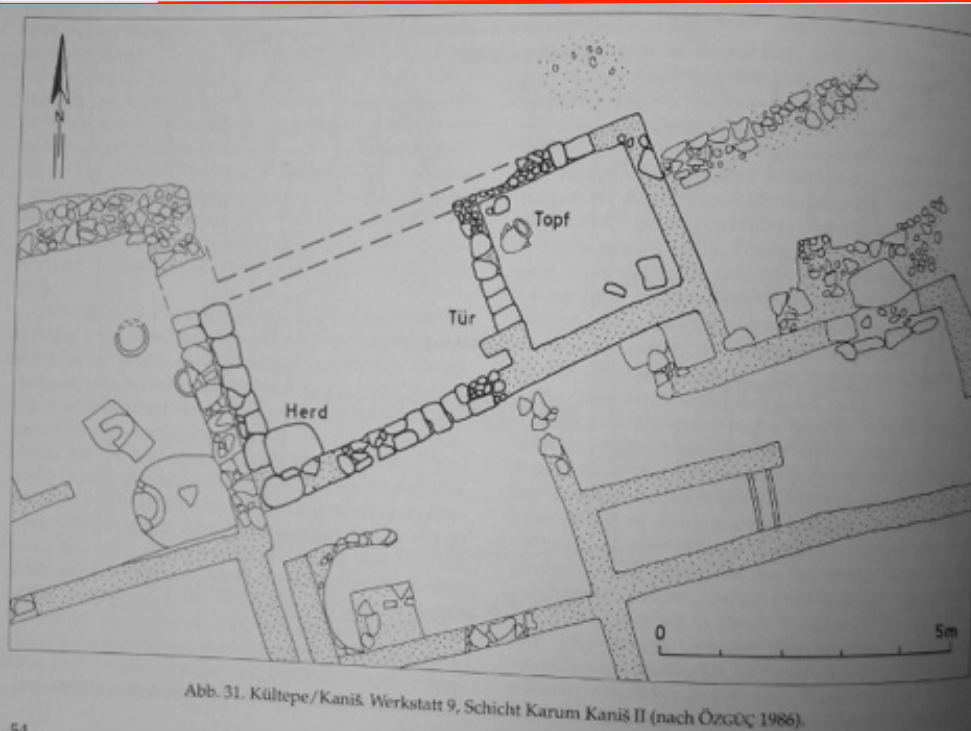 N
Topf
Tür
Herd
0 5m
Abb. 31. Kültepe/Kaniš. Werkstatt 9, Schicht Karum Kaniš II (nach ÖZGÜÇ 1986).
54